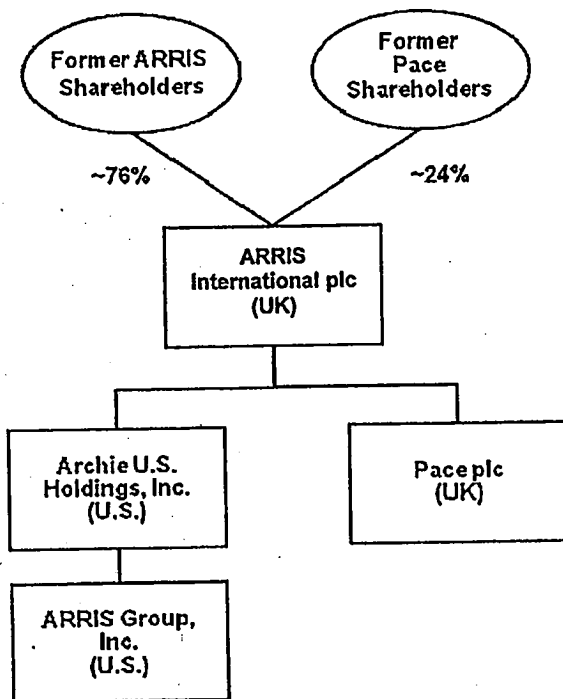 Former ARRIS
Shareholders
Former
Pace
Shareholders
~76%
~24%
ARRIS
International plc
(UK)
Archie U.S.
Holdings, Inc.
(U.S.)
Pace plc
(UK)
ARRIS Group,
Inc.
(U.S.)